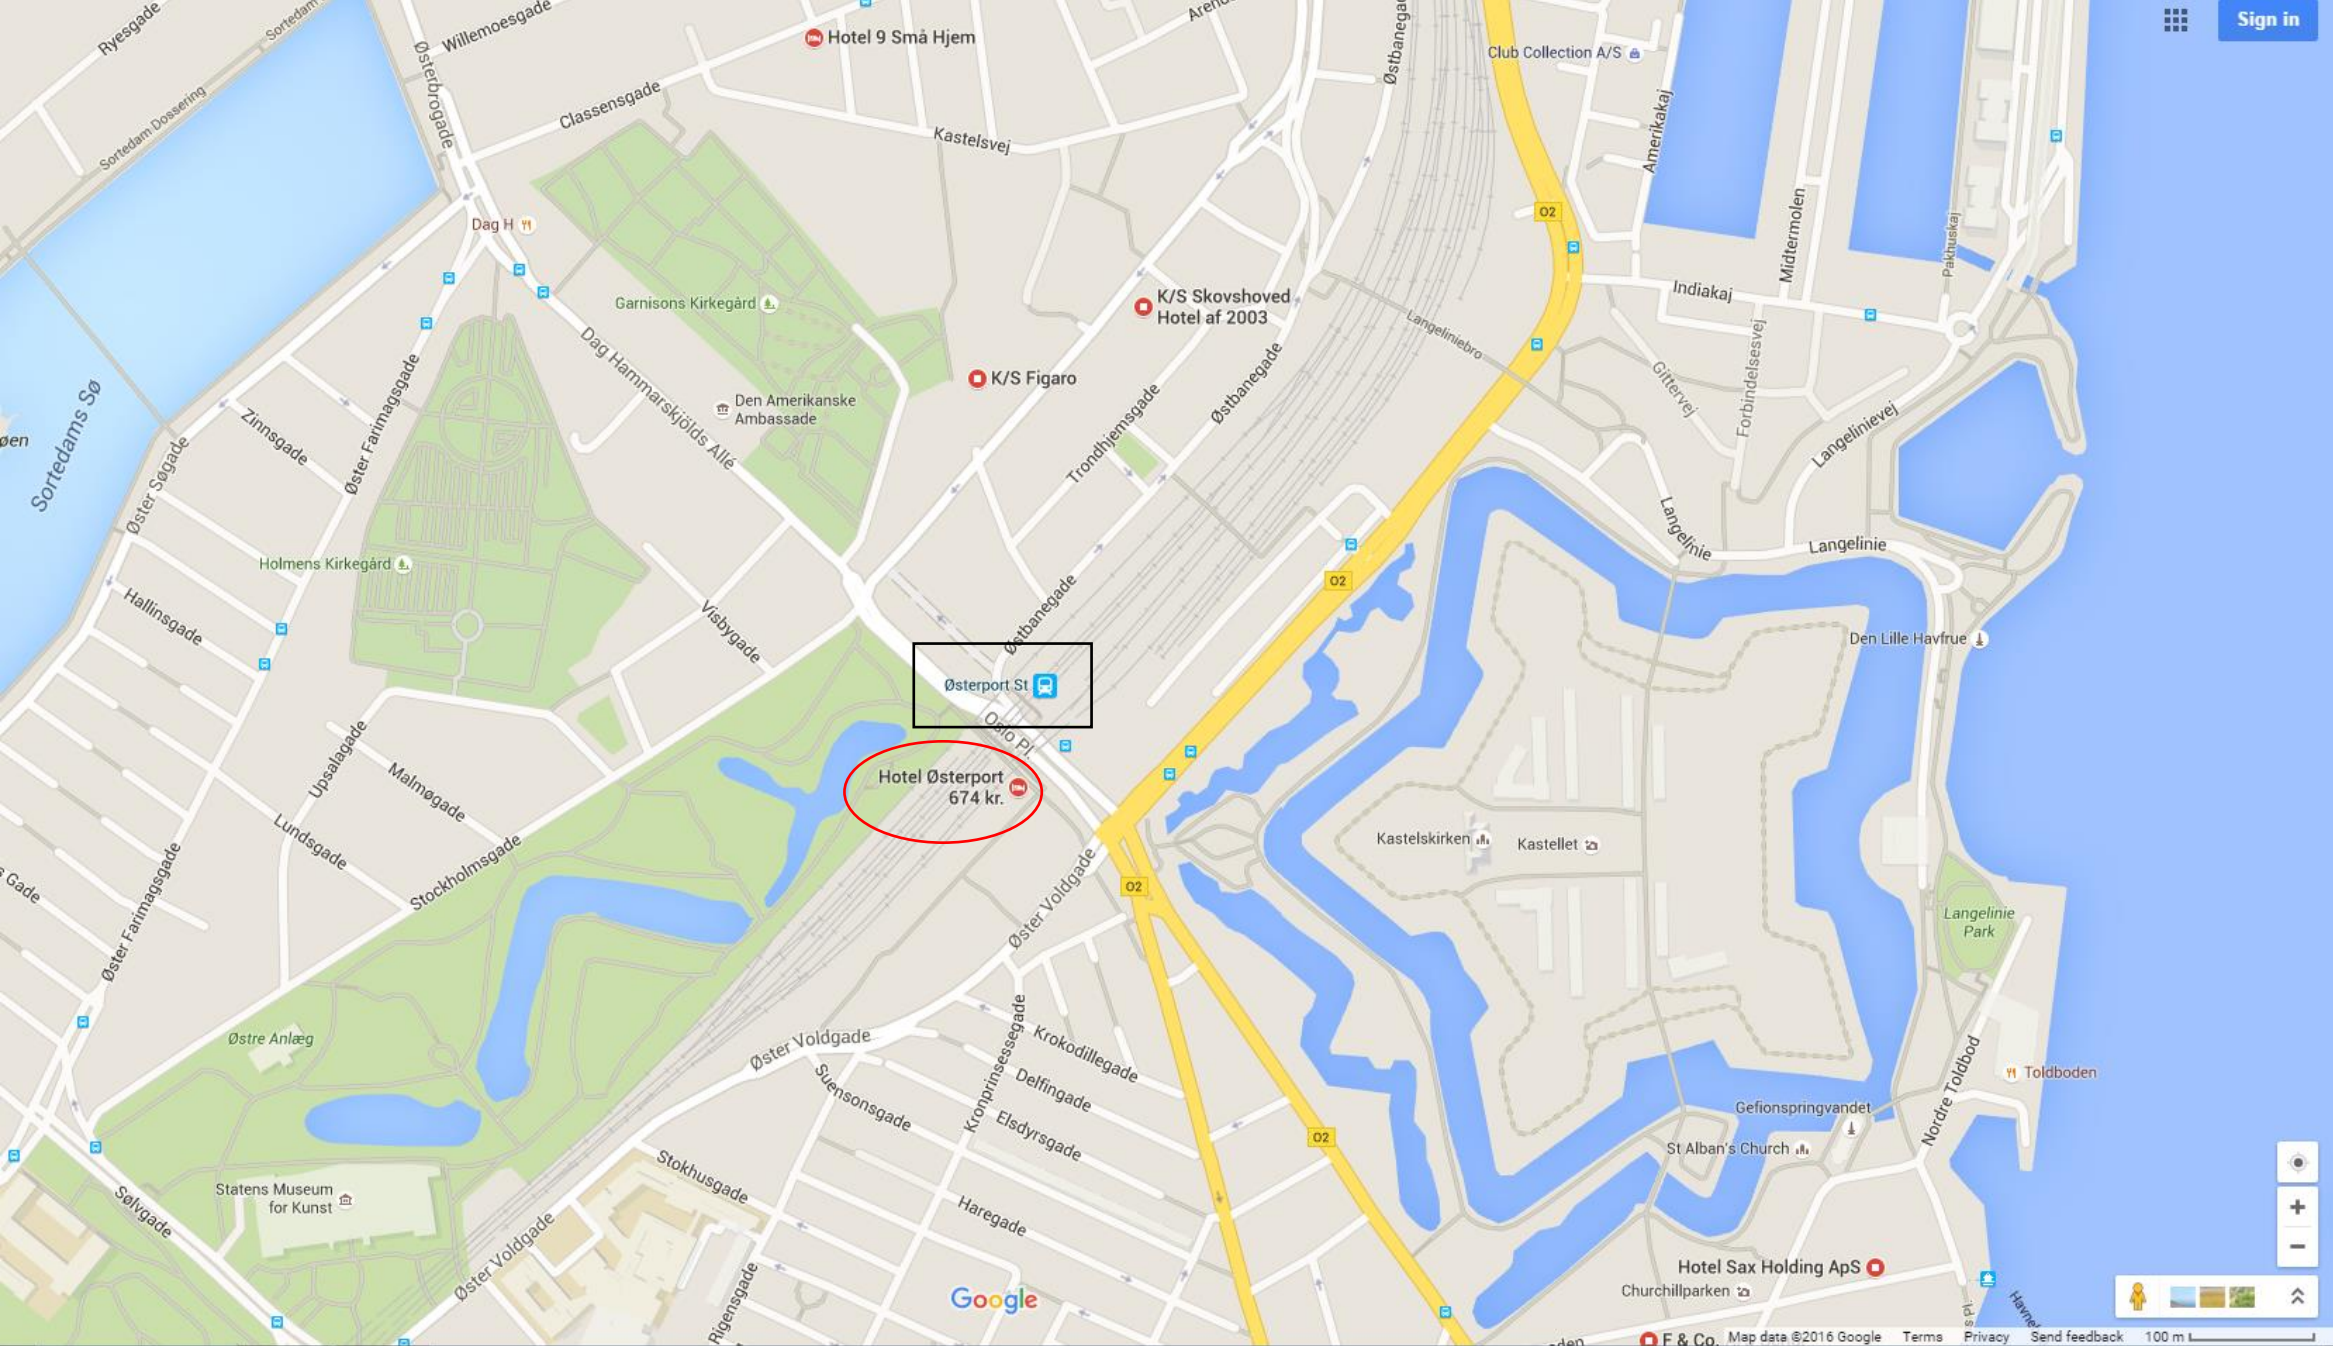 Ryesgade
Sortedam
Willemoesgade
Østerbrogade
Sortedam Dossering
Classensgade
Hotel 9 Små Hjem
Kastelsvej
Østbanegade
Club Collection A/S
Sign in
Amerikakaj
Midtermolen
Pakhuskaj
02
Dag H
Garnisons Kirkegård
K/S Skovshoved
Hotel af 2003
Indiakaj
Langeliniebro
Dag Hammarskjölds Allé
Den Amerikanske
Ambassade
K/S Figaro
Trondhjemsgade
Østbanegade
Gittervej
Forbindelsesvej
Langelinievej
Sortedams Sø
øen
Zinnsgade
Øster Farimagsgade
Øster Søgade
Langelinie
Langelinie
Holmens Kirkegård
Hallinsgade
02
Visbygade
Østbanegade
Den Lille Havfrue
Østerport St
Oslo Pl.
Upsalagade
Malmøgade
Lundsgade
Hotel Østerport
674 kr.
Stockholmsgade
Øster Farimagsgade
s Gade
Kastelskirken
Kastellet
02
Øster Voldgade
Langelinie
Park
Østre Anlæg
Øster Voldgade
Kronprinsessegade
Krokodillegade
Delfingade
Elsdyrsgade
Suensonsgade
Nordre Toldbod
Toldboden
Gefionspringvandet
02
St Alban's Church
Stokhusgade
Haregade
Statens Museum
for Kunst
Sølvgade
Øster Voldgade
Rigensgade
Google
Hotel Sax Holding ApS
Churchillparken
F & Co.
Map data ©2016 Google
Terms
Privacy
Send feedback
100 m